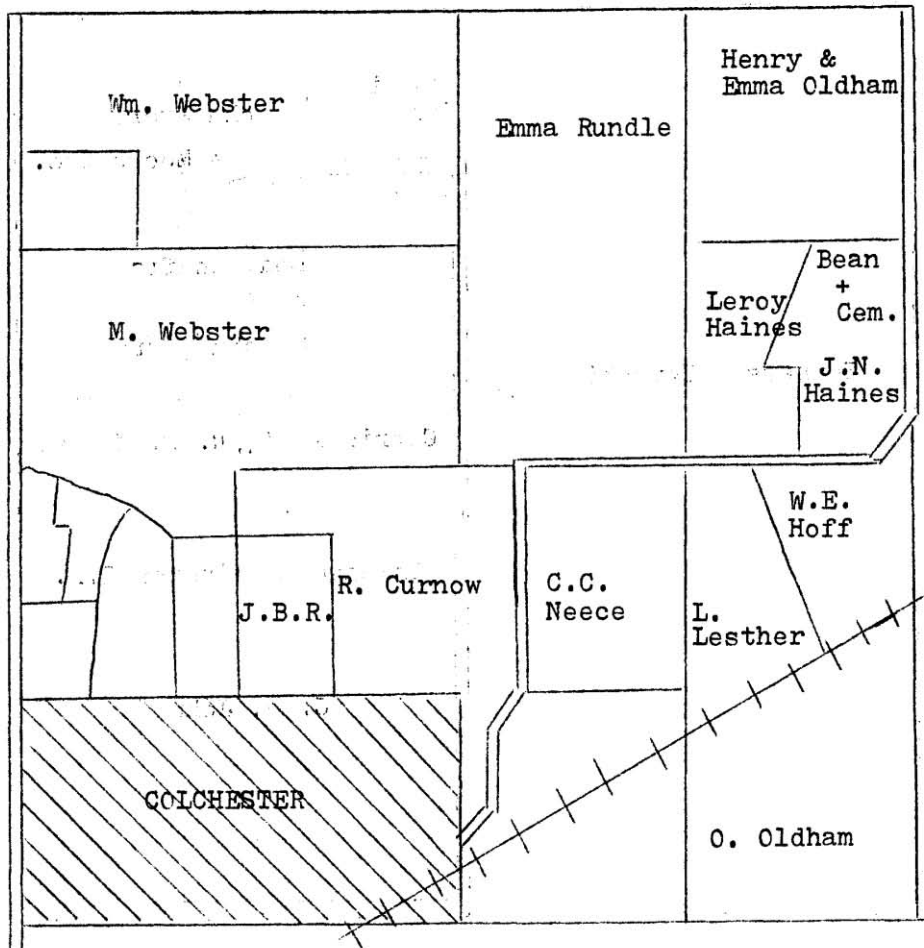 Wm. Webster
Emma Rundle
Henry &
Emma Oldham
M. Webster
Leroy
Haines
Bean
+
Cem.
J.N.
Haines
J.B.R.
R. Curnow
C.C.
Neece
L.
Lesther
W.E.
Hoff
COLCHESTER
O. Oldham